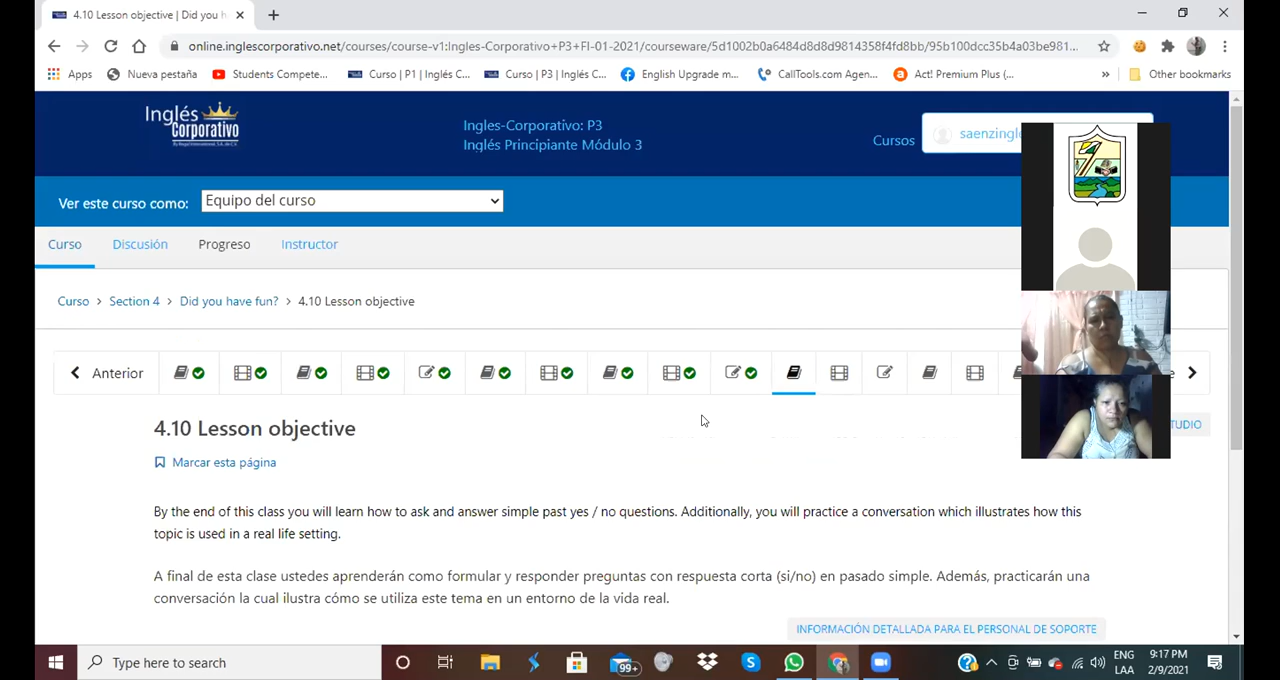 4.10 Lesson objective | Did you h
online.inglescorporativo.net/courses/course-v1:Ingles-Corporativo+P3+FI-01-2021/courseware/5d1002b0a6484d8d8d9814358f4fd8bb/95b100dcc35b4a03be981...
Apps Nueva pestaña Students Compete... Curso | P1 | Inglés C... Curso | P3 | Inglés C... English Upgrade m... CallTools.com Agen... Act! Premium Plus (... » Other bookmarks
Inglés
Corporativo
Ingles-Corporativo: P3
Inglés Principiante Módulo 3
Cursos saenzingl
Ver este curso como: Equipo del curso
Curso Discusión Progreso Instructor
Curso > Section 4 > Did you have fun? > 4.10 Lesson objective
Anterior
4.10 Lesson objective
TUDIO
Marcar esta página
By the end of this class you will learn how to ask and answer simple past yes / no questions. Additionally, you will practice a conversation which illustrates how this
topic is used in a real life setting.
A final de esta clase ustedes aprenderán como formular y responder preguntas con respuesta corta (si/no) en pasado simple. Además, practicarán una
conversación la cual ilustra cómo se utiliza este tema en un entorno de la vida real.
INFORMACIÓN DETALLADA PARA EL PERSONAL DE SOPORTE
Type here to search
99+
ENG 9:17 PM
LAA 2/9/2021